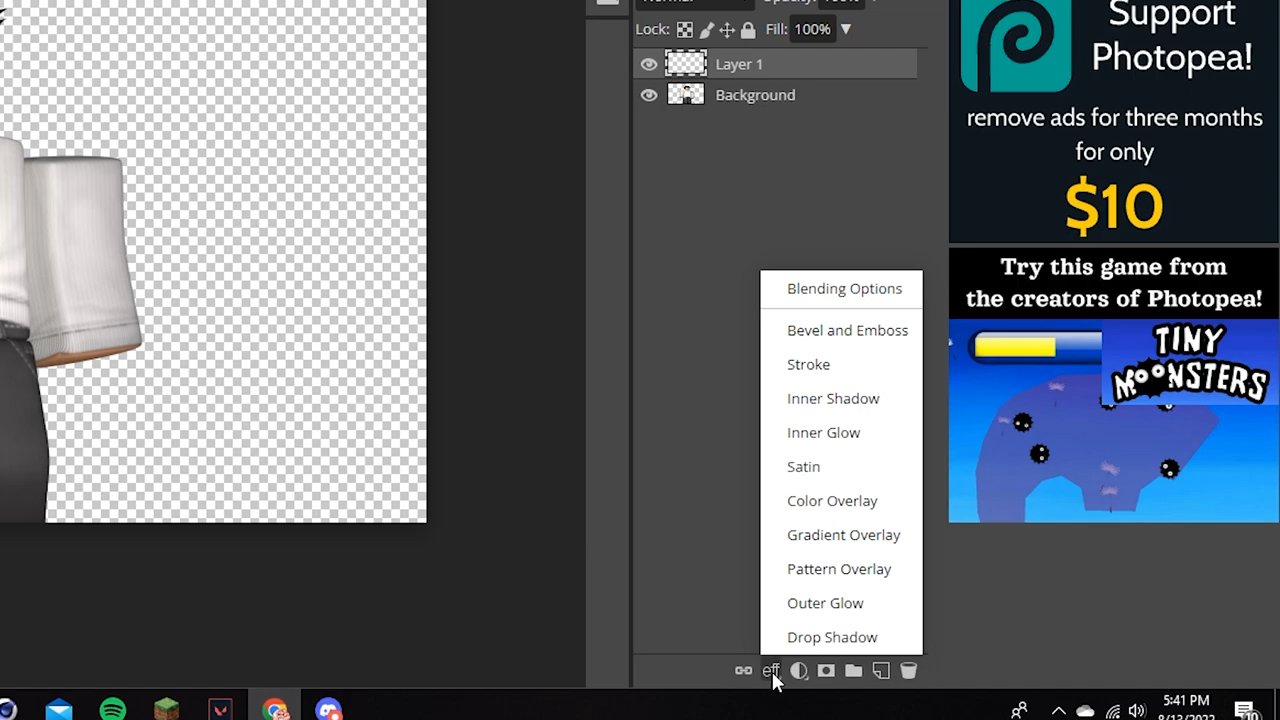 Lock:
Fill: 100%
Layer 1
Background
Blending Options
Bevel and Emboss
Stroke
Inner Shadow
Inner Glow
Satin
Color Overlay
Gradient Overlay
Pattern Overlay
Outer Glow
Drop Shadow
eff
Support
Photopea!
remove ads for three months
for only
$10
Try this game from
the creators of Photopea!
TINY
MOONSTERS
5:41 PM